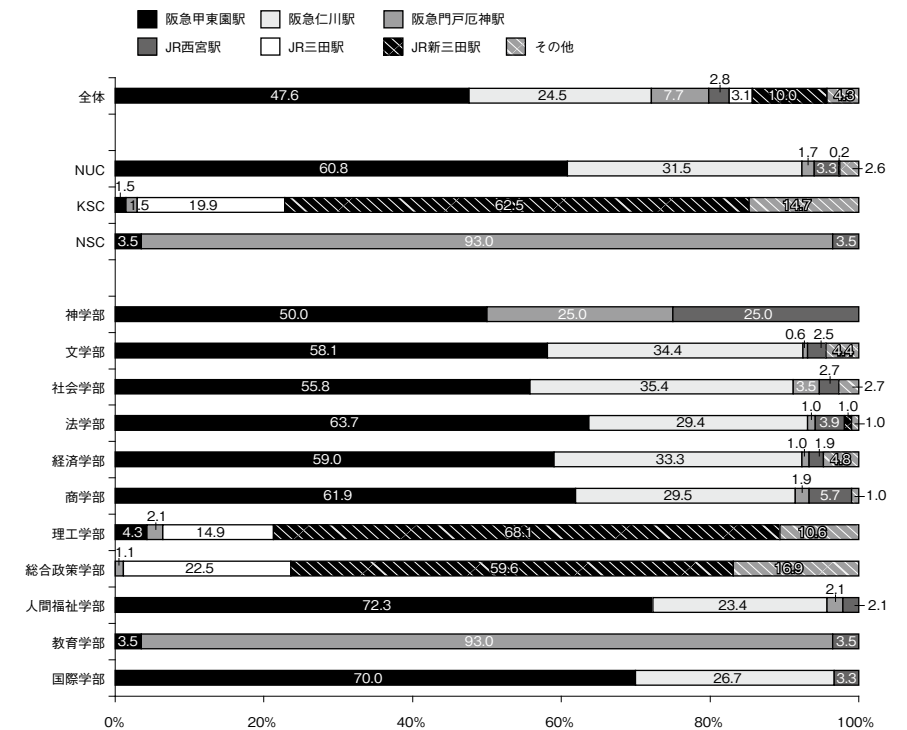 阪急甲東園駅 阪急仁川駅 阪急門戸厄神駅
JR西宮駅 JR三田駅 JR新三田駅 その他
2.8
全体 47.6 24.5 7.7 3.1 10.0 4.3
1.7 0.2
NUC 60.8 31.5 3.3 2.6
1.5
KSC 1.5 19.9 62.5 14.7
NSC 3.5 93.0 3.5
神学部 50.0 25.0 25.0
0.6 2.5
文学部 58.1 34.4 4.4
2.7
社会学部 55.8 35.4 3.5 2.7
1.0 1.0
法学部 63.7 29.4 3.9 1.0
1.0 1.9
経済学部 59.0 33.3 4.8
1.9
商学部 61.9 29.5 5.7 1.0
2.1
理工学部 4.3 14.9 68.1 10.6
1.1
総合政策学部 22.5 59.6 16.9
2.1
人間福祉学部 72.3 23.4 2.1
教育学部 3.5 93.0 3.5
国際学部 70.0 26.7 3.3
0% 20% 40% 60% 80% 100%